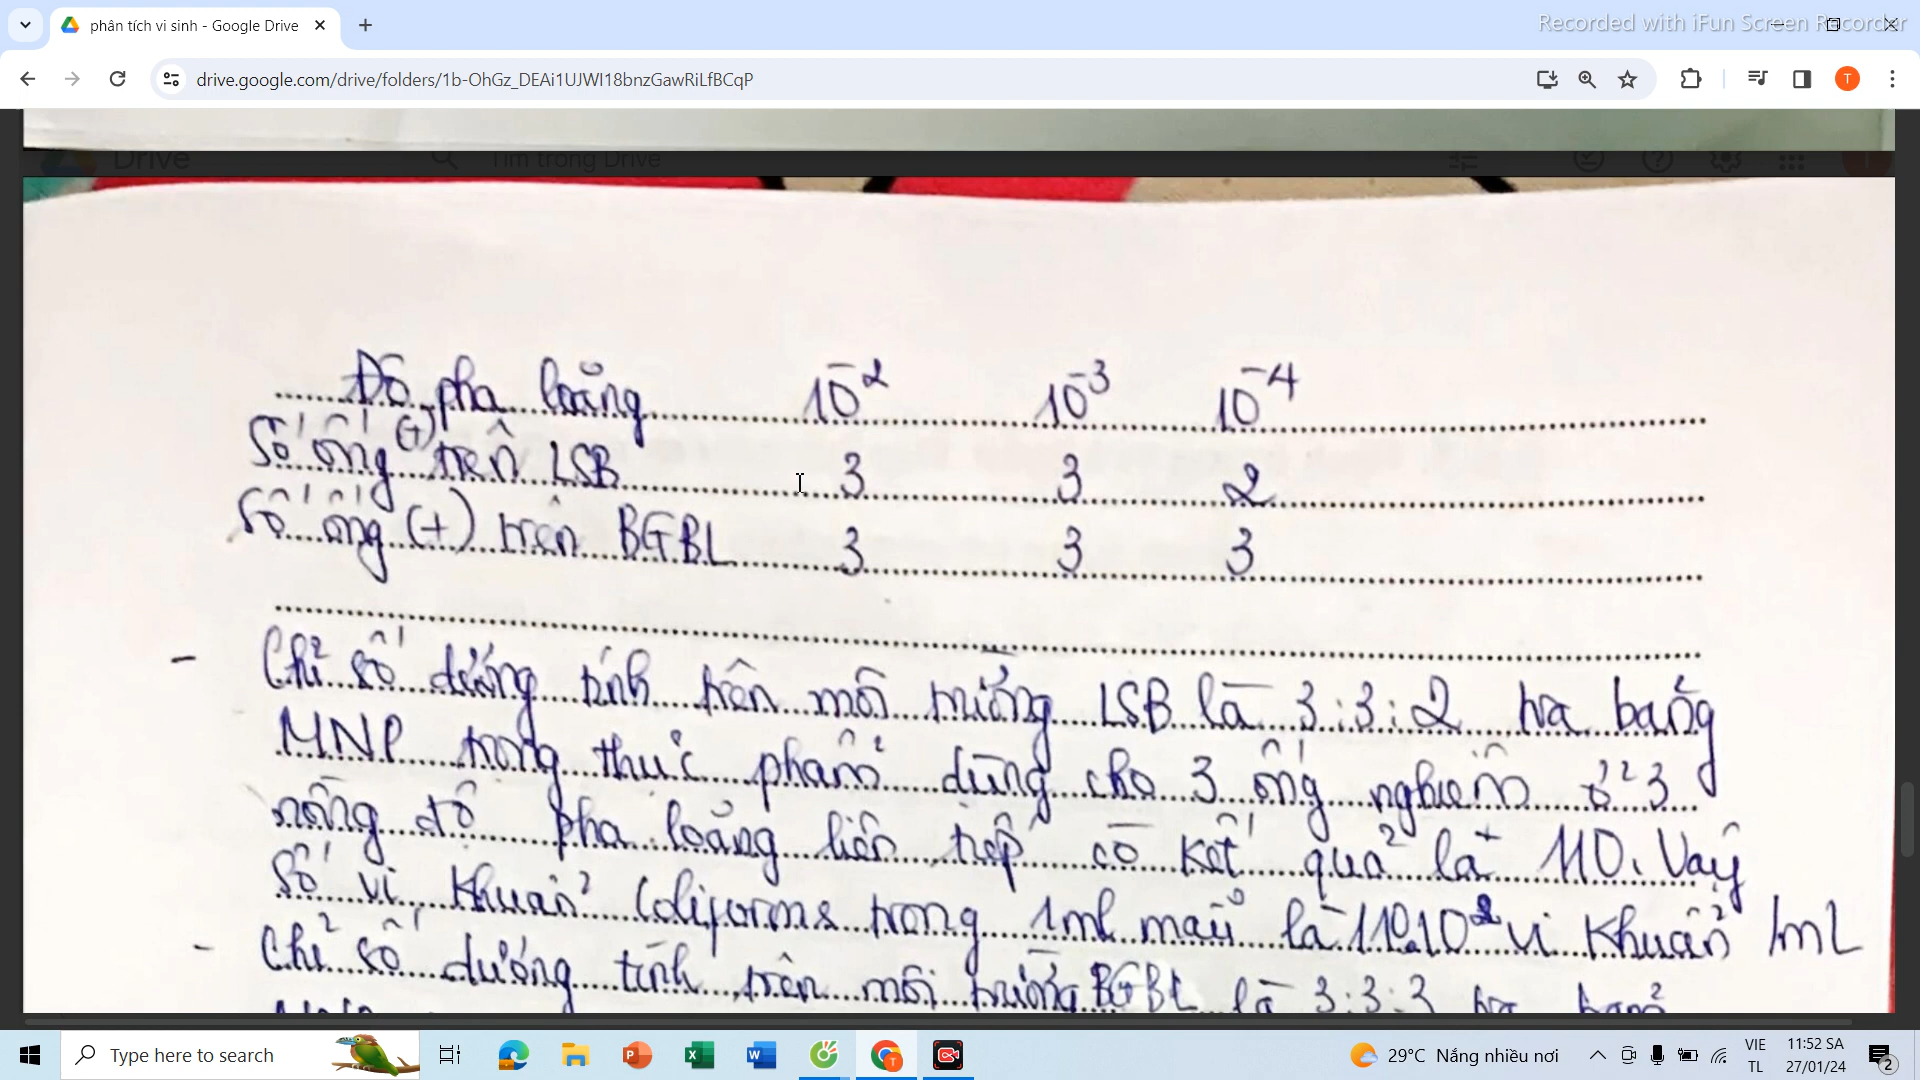 phân tích vi sinh - Google Drive
Recorded with iFun Screen Recorder
drive.google.com/drive/folders/1b-OhGz_DEAi1UJWI18bnzGawRiLfBCqP
T
Drive
Tìm trong Drive
Độ pha loãng 10⁻² 10⁻³ 10⁻⁴
Số ống (+) trên LSB 3 3 2
Số ống (+) trên BGBL 3 3 3
- Chỉ số dương tính trên môi trường LSB là 3:3:2 tra bảng
MNP trong thực phẩm dùng cho 3 ống nghiệm ở 3
nồng độ pha loãng liên tiếp có kết quả là 110. Vậy
số vi khuẩn Coliforms trong 1ml mẫu là 110.10² vi khuẩn /ml
- Chỉ số dương tính trên môi trường BGBL là 3:3:3 tra bảng
Type here to search
29°C Nắng nhiều nơi
VIE
TL
11:52 SA
27/01/24
2